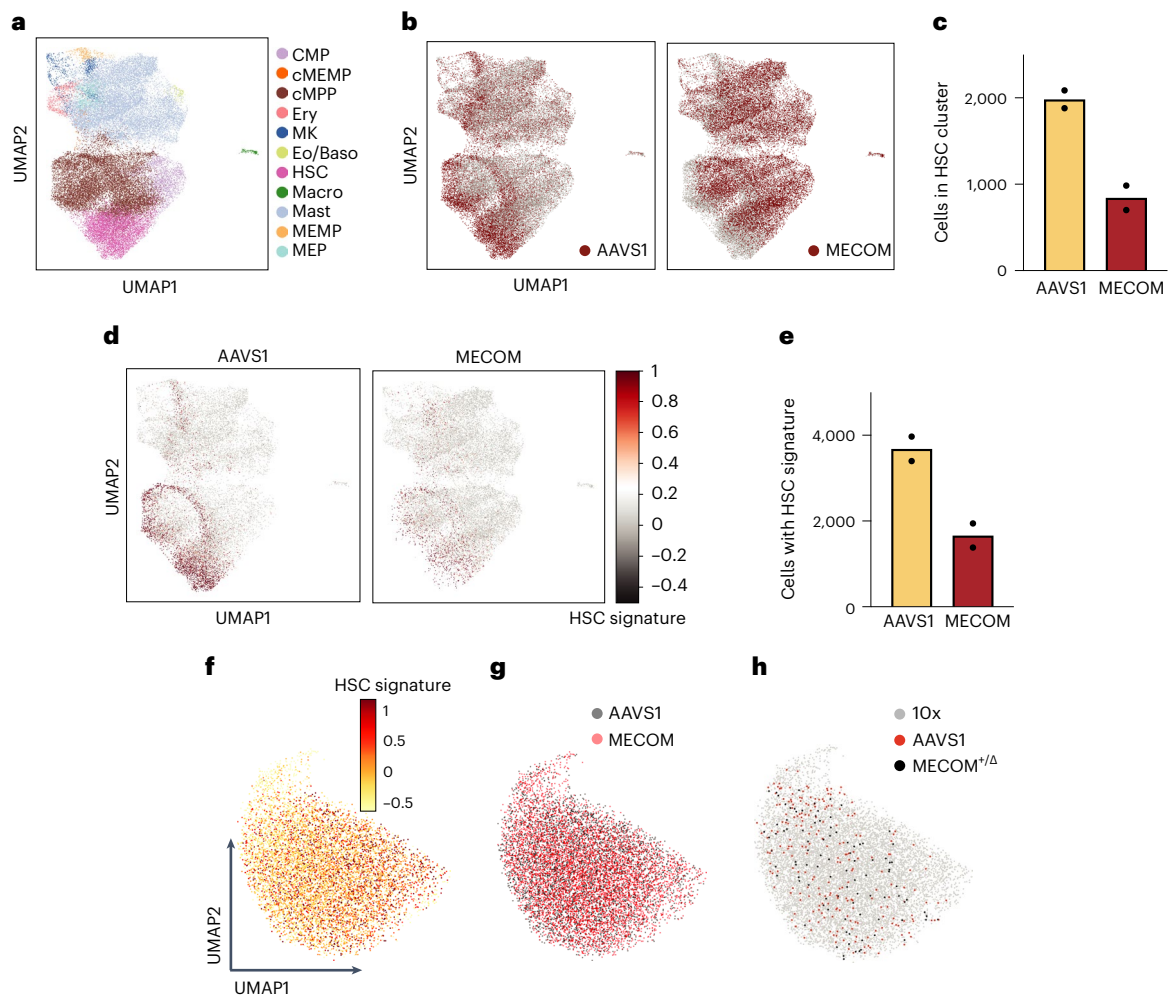 a
UMAP2
UMAP1
CMP
cMEMP
cMPP
Ery
MK
Eo/Baso
HSC
Macro
Mast
MEMP
MEP
b
UMAP2
AAVS1
MECOM
UMAP1
c
Cells in HSC cluster
2,000
1,000
0
AAVS1 MECOM
d
AAVS1
MECOM
UMAP2
UMAP1
1
0.8
0.6
0.4
0.2
0
−0.2
−0.4
HSC signature
e
Cells with HSC signature
4,000
2,000
0
AAVS1 MECOM
f
HSC signature
1
0.5
0
−0.5
UMAP2
UMAP1
g
AAVS1
MECOM
h
10x
AAVS1
MECOM+/Δ